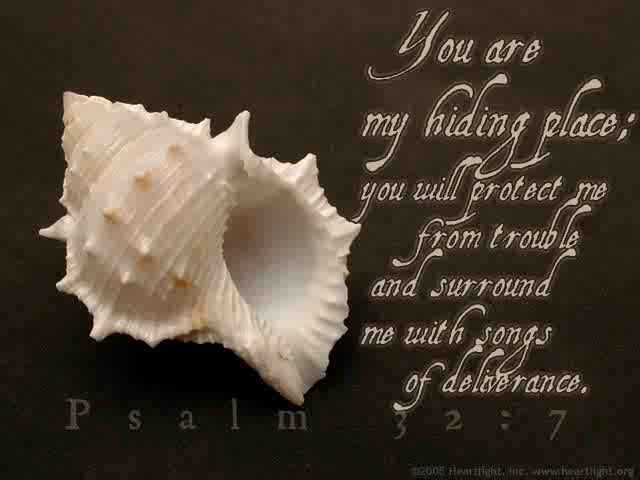 You are
my hiding place;
you will protect me
from trouble
and surround
me with songs
of deliverance.
Psalm 32:7
©2005 Heartlight, Inc. www.heartlight.org